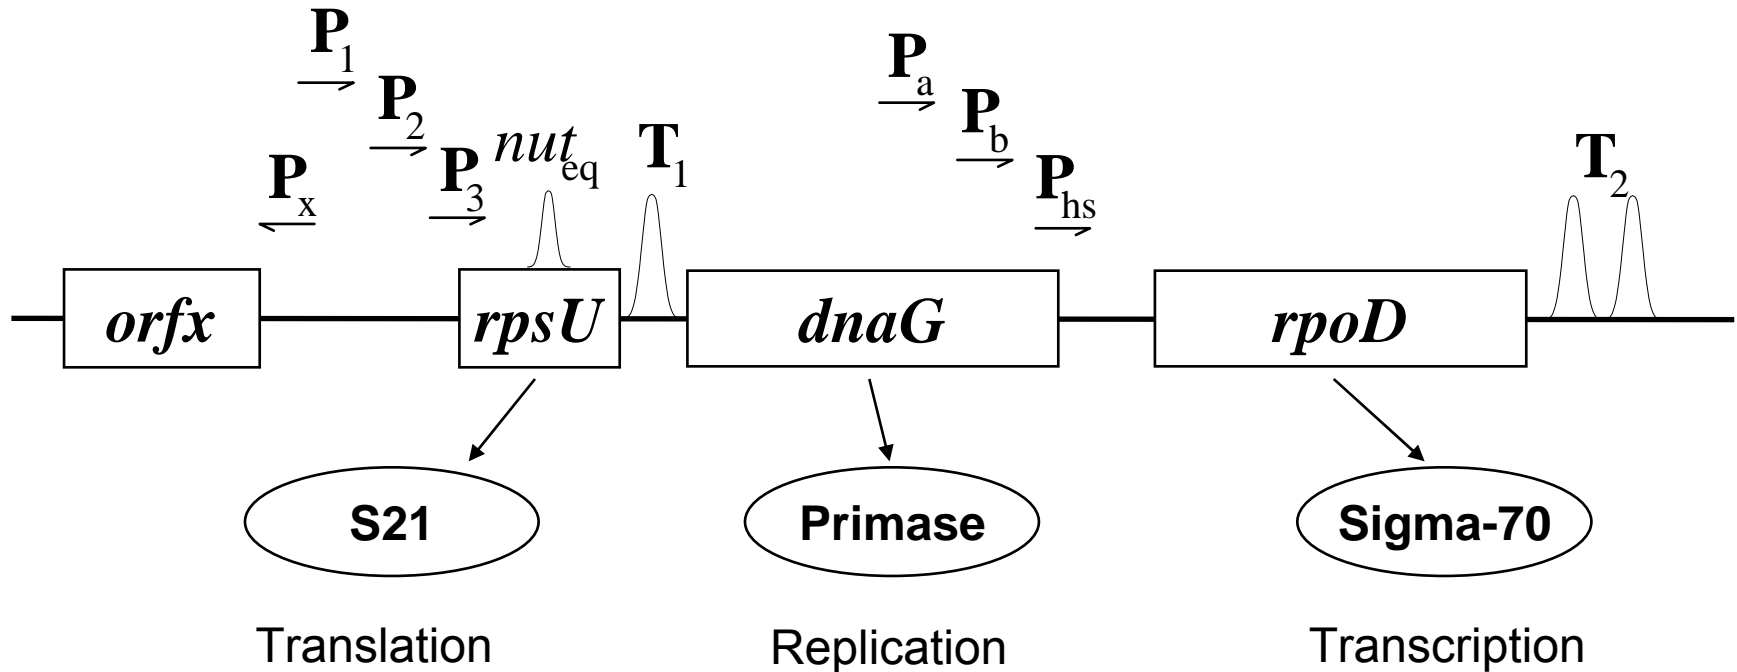 P1
P2
P3
Px
nuteq
T1
Pa
Pb
Phs
T2
orfx
rpsU
dnaG
rpoD
S21
Primase
Sigma-70
Translation
Replication
Transcription